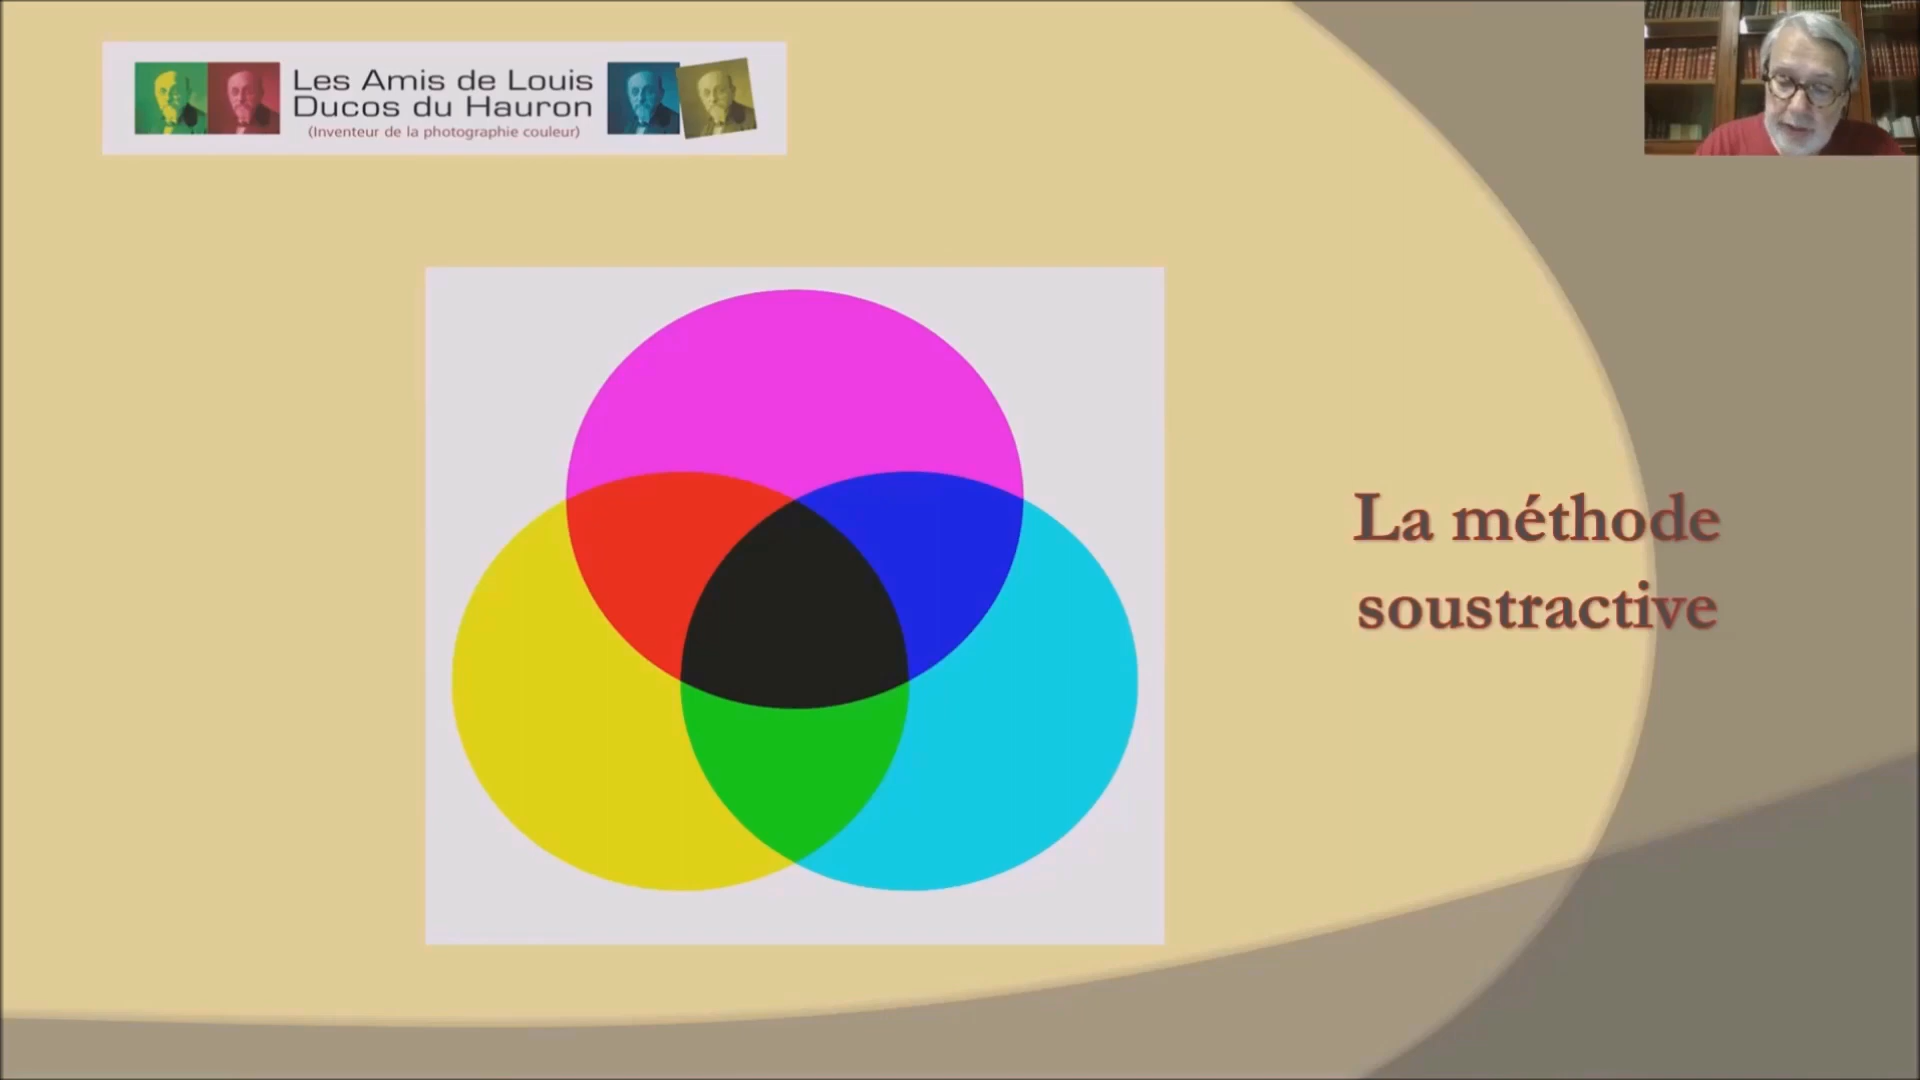 Les Amis de Louis
Ducos du Hauron
(Inventeur de la photographie couleur)
La méthode
soustractive